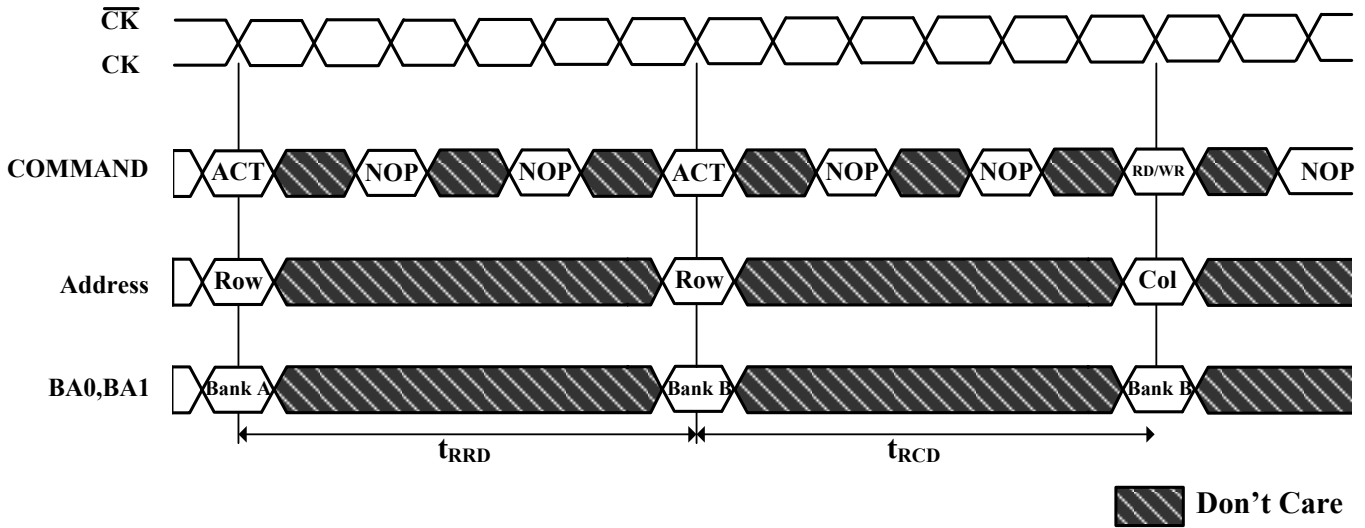 CK
CK
COMMAND ACT NOP NOP ACT NOP NOP RD/WR NOP
Address Row Row Col
BA0,BA1 Bank A Bank B Bank B
tRRD tRCD
Don't Care